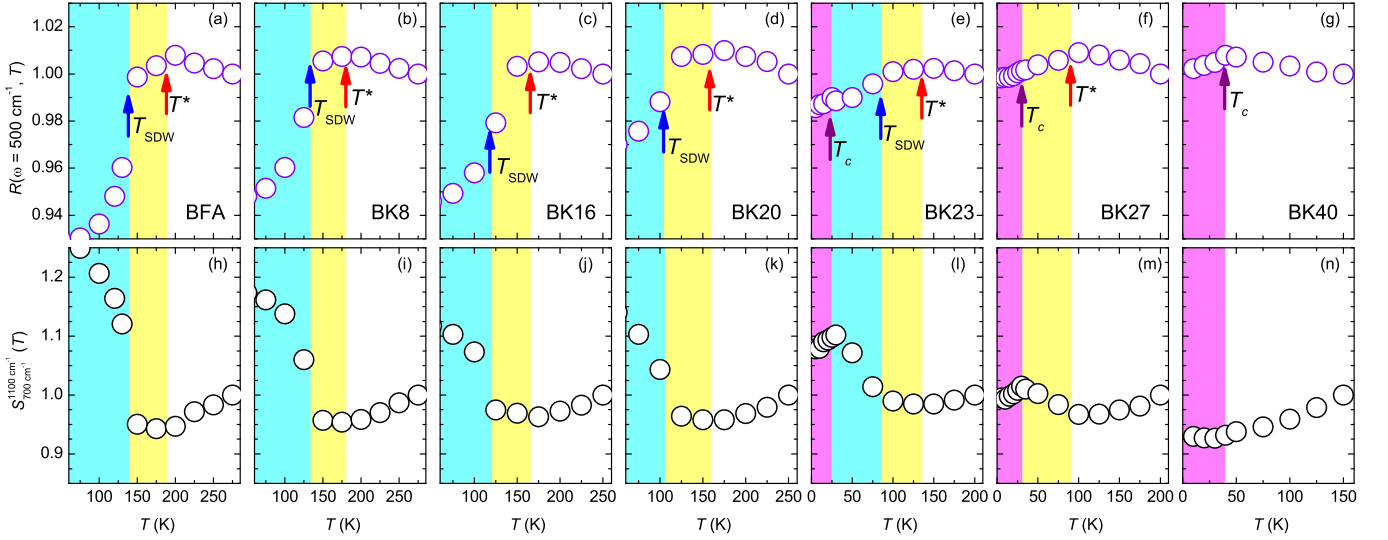 R(ω = 500 cm⁻¹, T)
1.02
1.00
0.98
0.96
0.94
(a)
T*
T_SDW
BFA
(b)
T*
T_SDW
BK8
(c)
T*
T_SDW
BK16
(d)
T*
T_SDW
BK20
(e)
T*
T_SDW
T_c
BK23
(f)
T*
T_c
BK27
(g)
T_c
BK40
S_{700 cm⁻¹}^{1100 cm⁻¹} (T)
1.2
1.1
1.0
0.9
(h)
(i)
(j)
(k)
(l)
(m)
(n)
100 150 200 250
100 150 200 250
100 150 200 250
100 150 200 250
0 50 100 150 200
0 50 100 150 200
0 50 100 150
T (K)
T (K)
T (K)
T (K)
T (K)
T (K)
T (K)